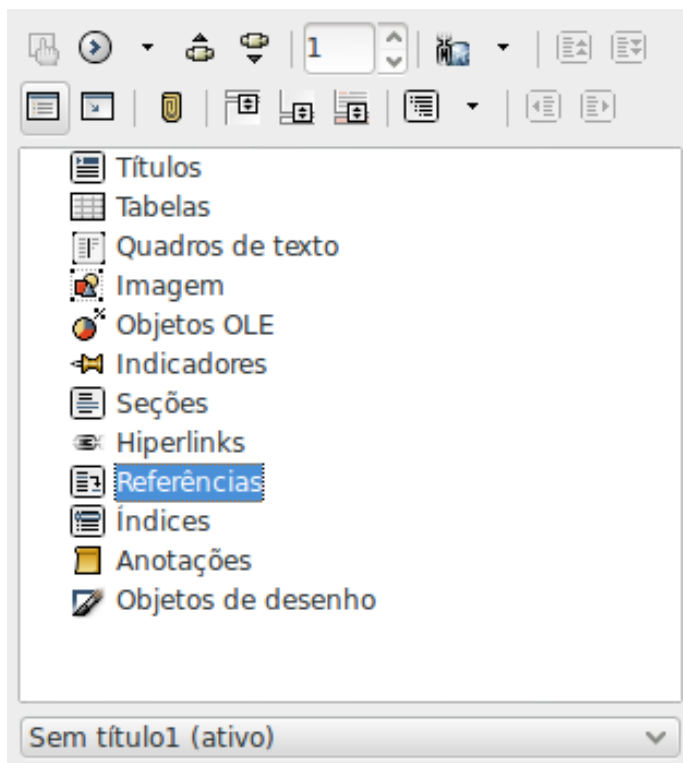 1
Títulos
Tabelas
Quadros de texto
Imagem
Objetos OLE
Indicadores
Seções
Hiperlinks
Referências
Índices
Anotações
Objetos de desenho
Sem título1 (ativo)